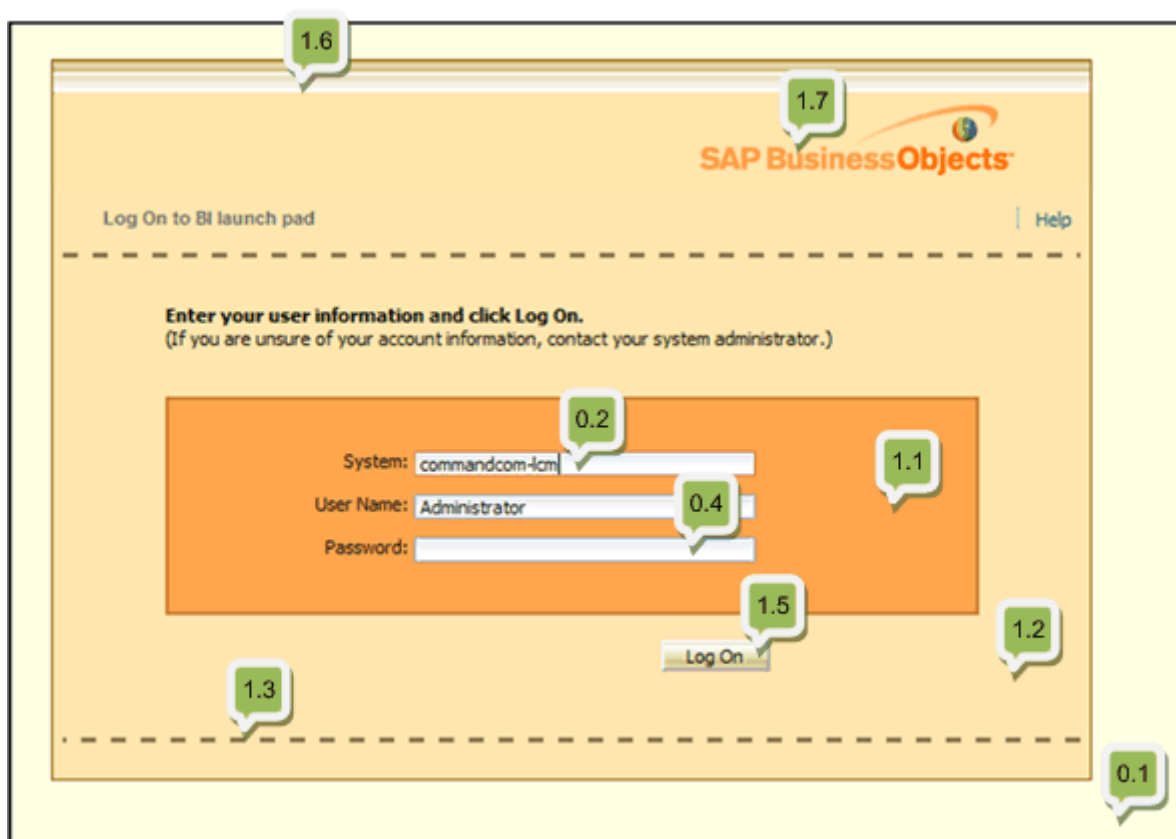 1.6
1.7
SAP BusinessObjects™
Log On to BI launch pad
Help
Enter your user information and click Log On.
(If you are unsure of your account information, contact your system administrator.)
0.2
System: commandcom-lcm
1.1
User Name: Administrator
0.4
Password:
1.5
1.2
Log On
1.3
0.1